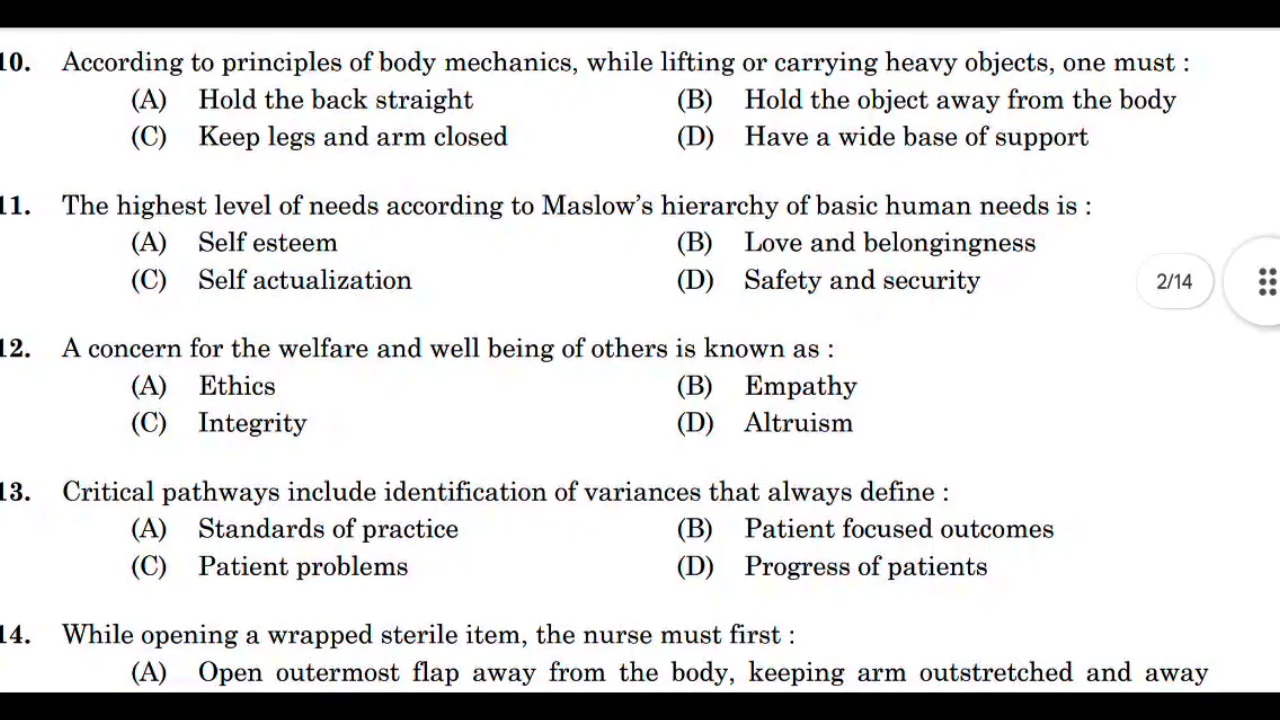 10. According to principles of body mechanics, while lifting or carrying heavy objects, one must :
(A) Hold the back straight (B) Hold the object away from the body
(C) Keep legs and arm closed (D) Have a wide base of support
11. The highest level of needs according to Maslow's hierarchy of basic human needs is :
(A) Self esteem (B) Love and belongingness
(C) Self actualization (D) Safety and security
2/14
12. A concern for the welfare and well being of others is known as :
(A) Ethics (B) Empathy
(C) Integrity (D) Altruism
13. Critical pathways include identification of variances that always define :
(A) Standards of practice (B) Patient focused outcomes
(C) Patient problems (D) Progress of patients
14. While opening a wrapped sterile item, the nurse must first :
(A) Open outermost flap away from the body, keeping arm outstretched and away